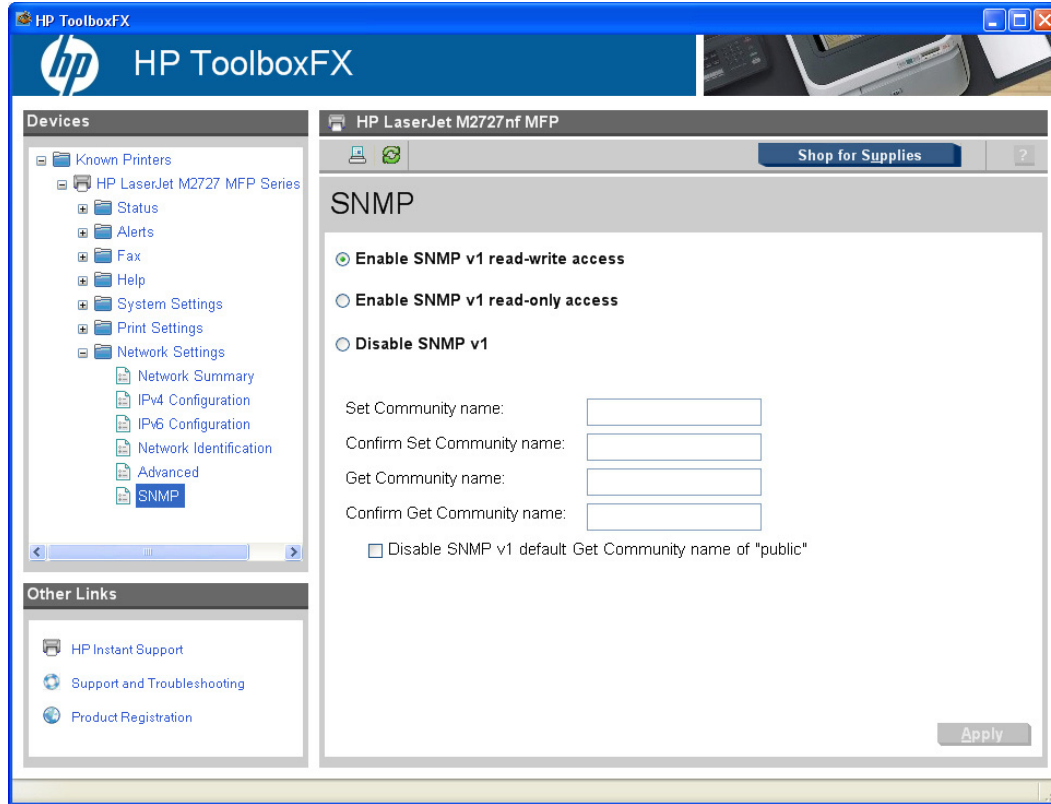 HP ToolboxFX
hp HP ToolboxFX
Devices
Known Printers
HP LaserJet M2727 MFP Series
Status
Alerts
Fax
Help
System Settings
Print Settings
Network Settings
Network Summary
IPv4 Configuration
IPv6 Configuration
Network Identification
Advanced
SNMP
Other Links
HP Instant Support
Support and Troubleshooting
Product Registration
HP LaserJet M2727nf MFP
Shop for Supplies ?
SNMP
Enable SNMP v1 read-write access
Enable SNMP v1 read-only access
Disable SNMP v1
Set Community name:
Confirm Set Community name:
Get Community name:
Confirm Get Community name:
Disable SNMP v1 default Get Community name of "public"
Apply